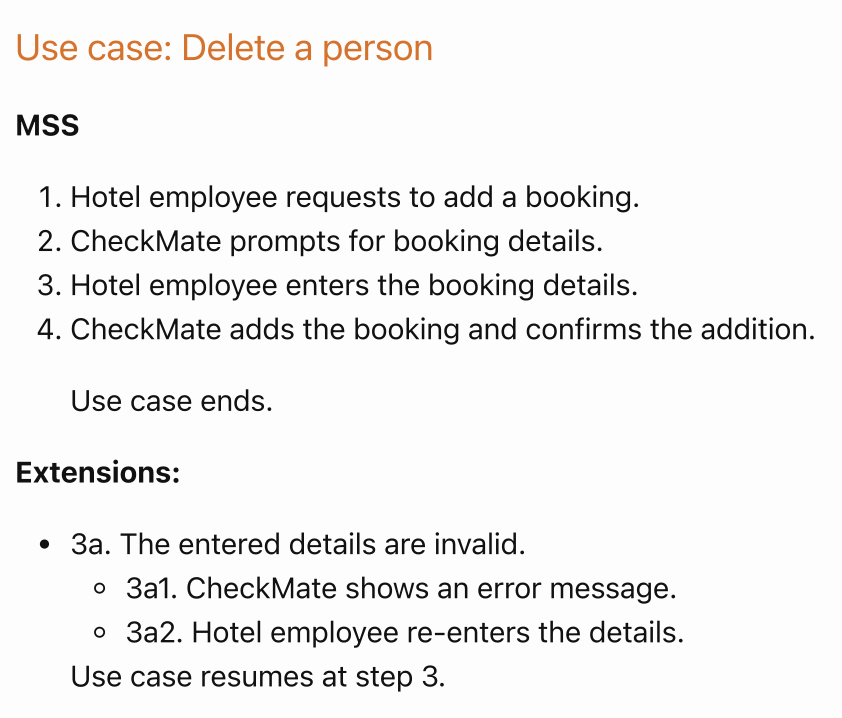 Use case: Delete a person
MSS
1. Hotel employee requests to add a booking.
2. CheckMate prompts for booking details.
3. Hotel employee enters the booking details.
4. CheckMate adds the booking and confirms the addition.
Use case ends.
Extensions:
• 3a. The entered details are invalid.
◦ 3a1. CheckMate shows an error message.
◦ 3a2. Hotel employee re-enters the details.
Use case resumes at step 3.